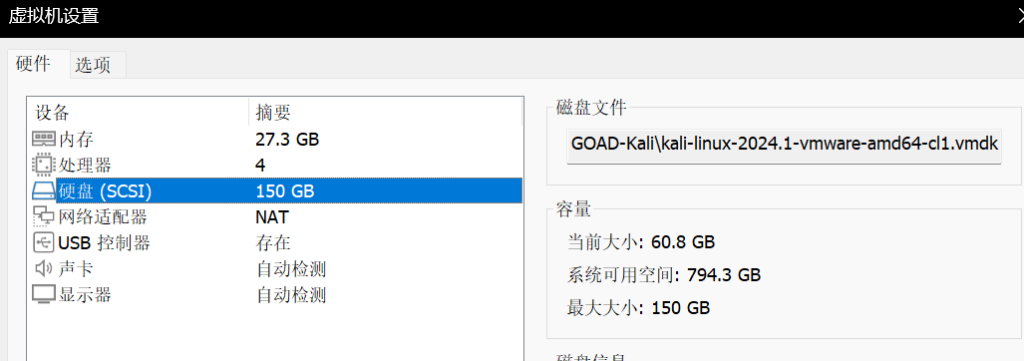 虚拟机设置
硬件 选项
设备 摘要
内存 27.3 GB
处理器 4
硬盘 (SCSI) 150 GB
网络适配器 NAT
USB 控制器 存在
声卡 自动检测
显示器 自动检测
磁盘文件
GOAD-Kali\kali-linux-2024.1-vmware-amd64-cl1.vmdk
容量
当前大小: 60.8 GB
系统可用空间: 794.3 GB
最大大小: 150 GB
磁盘信息